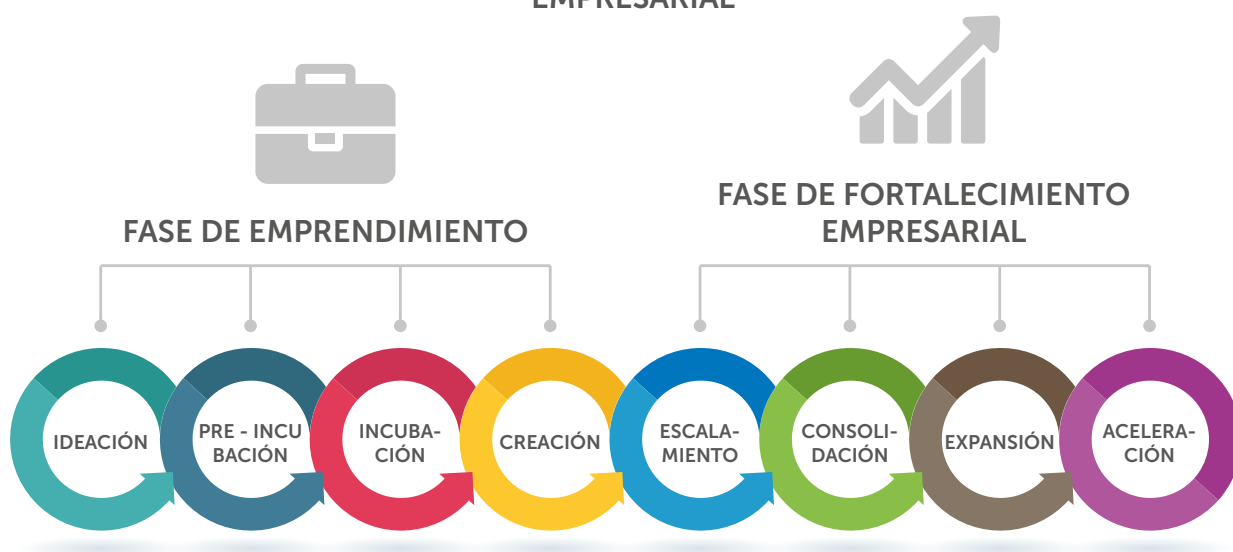 EMPRESARIAL
FASE DE EMPRENDIMIENTO
FASE DE FORTALECIMIENTO
EMPRESARIAL
IDEACIÓN
PRE - INCU
BACIÓN
INCUBA-
CIÓN
CREACIÓN
ESCALA-
MIENTO
CONSOLI-
DACIÓN
EXPANSIÓN
ACELERA-
CIÓN